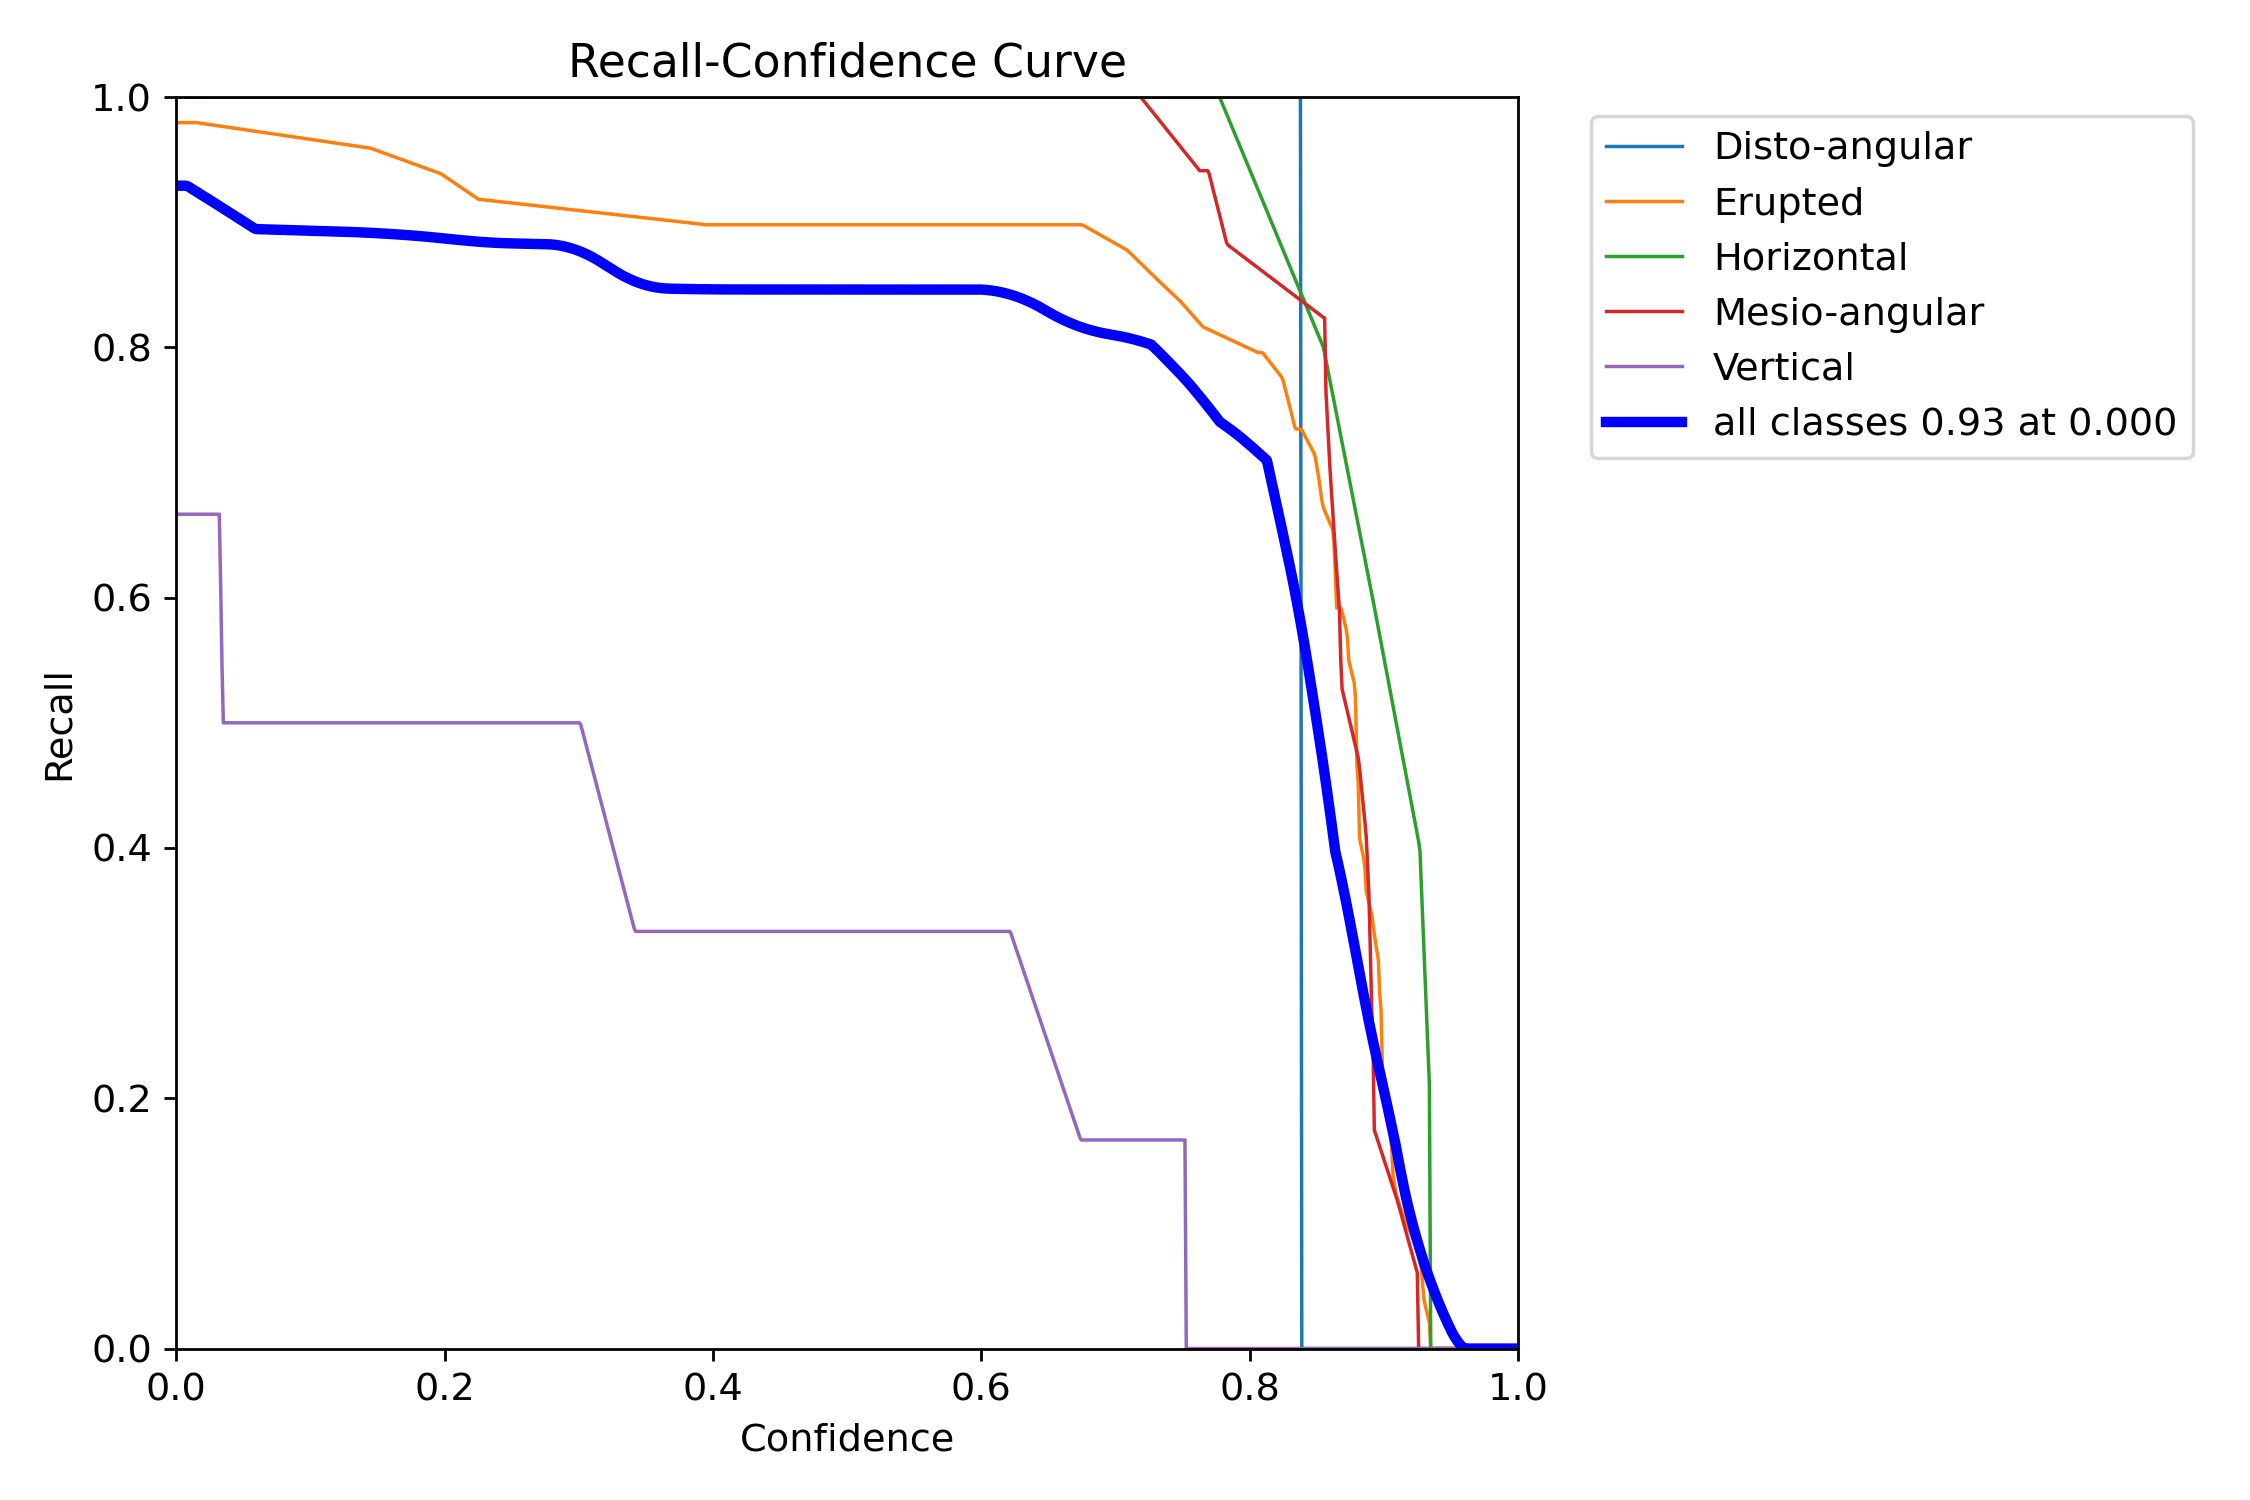 Recall-Confidence Curve
1.0
0.8
0.6
0.4
0.2
0.0
Recall
0.0 0.2 0.4 0.6 0.8 1.0
Confidence
Disto-angular
Erupted
Horizontal
Mesio-angular
Vertical
all classes 0.93 at 0.000